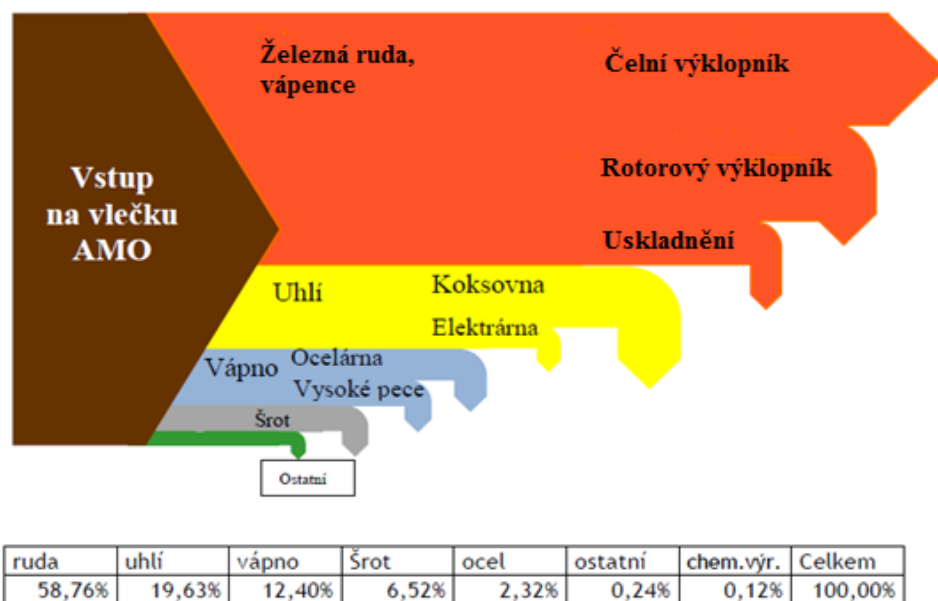 Vstup
na vlečku
AMO
Železná ruda,
vápence
Čelní výklopník
Rotorový výklopník
Uskladnění
Uhlí
Koksovna
Elektrárna
Vápno
Ocelárna
Vysoké pece
Šrot
Ostatní
ruda uhlí vápno Šrot ocel ostatní chem.výr. Celkem
58,76% 19,63% 12,40% 6,52% 2,32% 0,24% 0,12% 100,00%